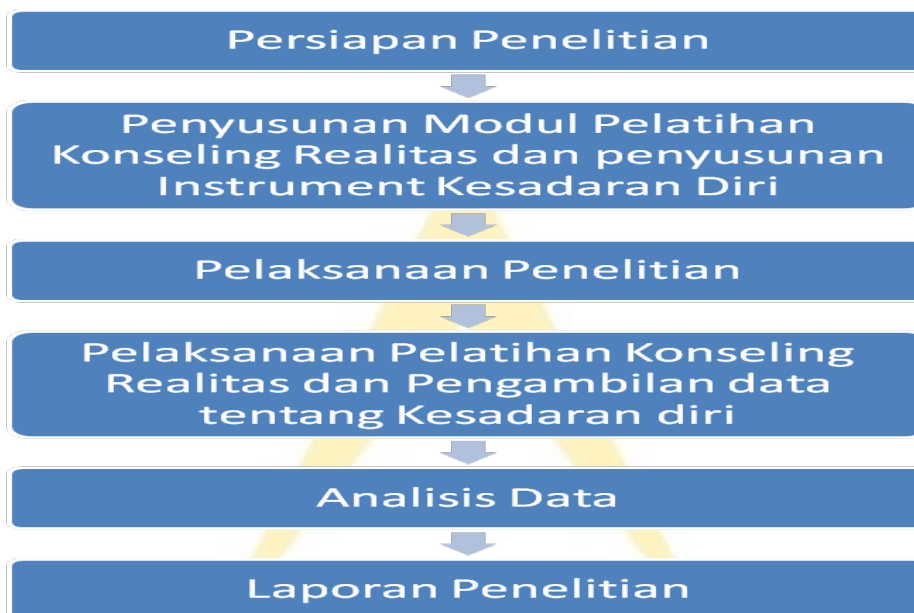 Persiapan Penelitian
Penyusunan Modul Pelatihan
Konseling Realitas dan penyusunan
Instrument Kesadaran Diri
Pelaksanaan Penelitian
Pelaksanaan Pelatihan Konseling
Realitas dan Pengambilan data
tentang Kesadaran diri
Analisis Data
Laporan Penelitian